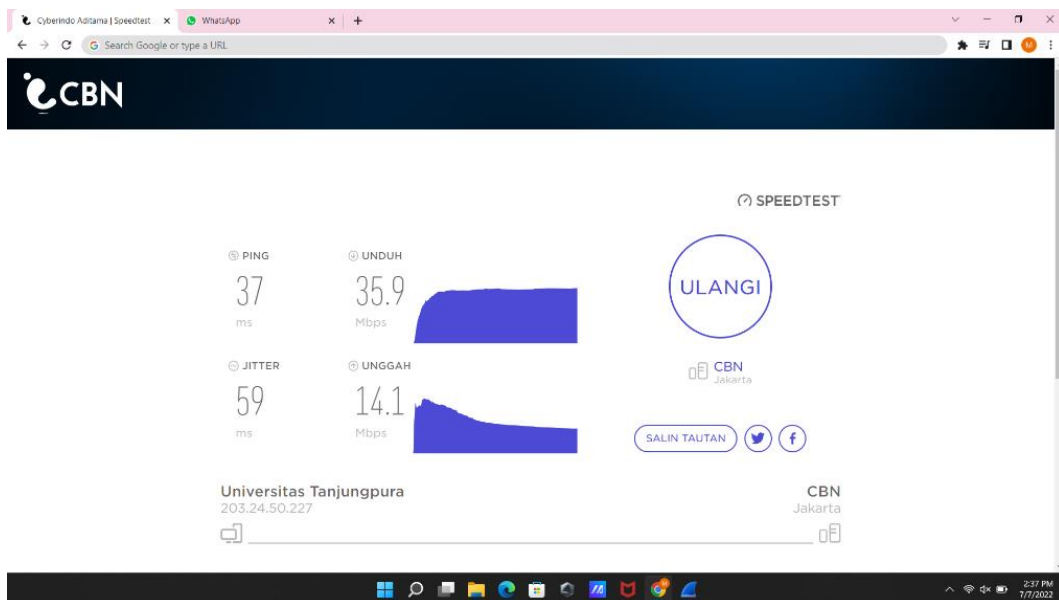 Cyberindo Aditama | Speedtest
WhatsApp
Search Google or type a URL
M
CBN
SPEEDTEST
PING
37
ms
UNDUH
35.9
Mbps
ULANGI
JITTER
59
ms
UNGGAH
14.1
Mbps
CBN
Jakarta
SALIN TAUTAN
Universitas Tanjungpura
203.24.50.227
CBN
Jakarta
2:37 PM
7/7/2022